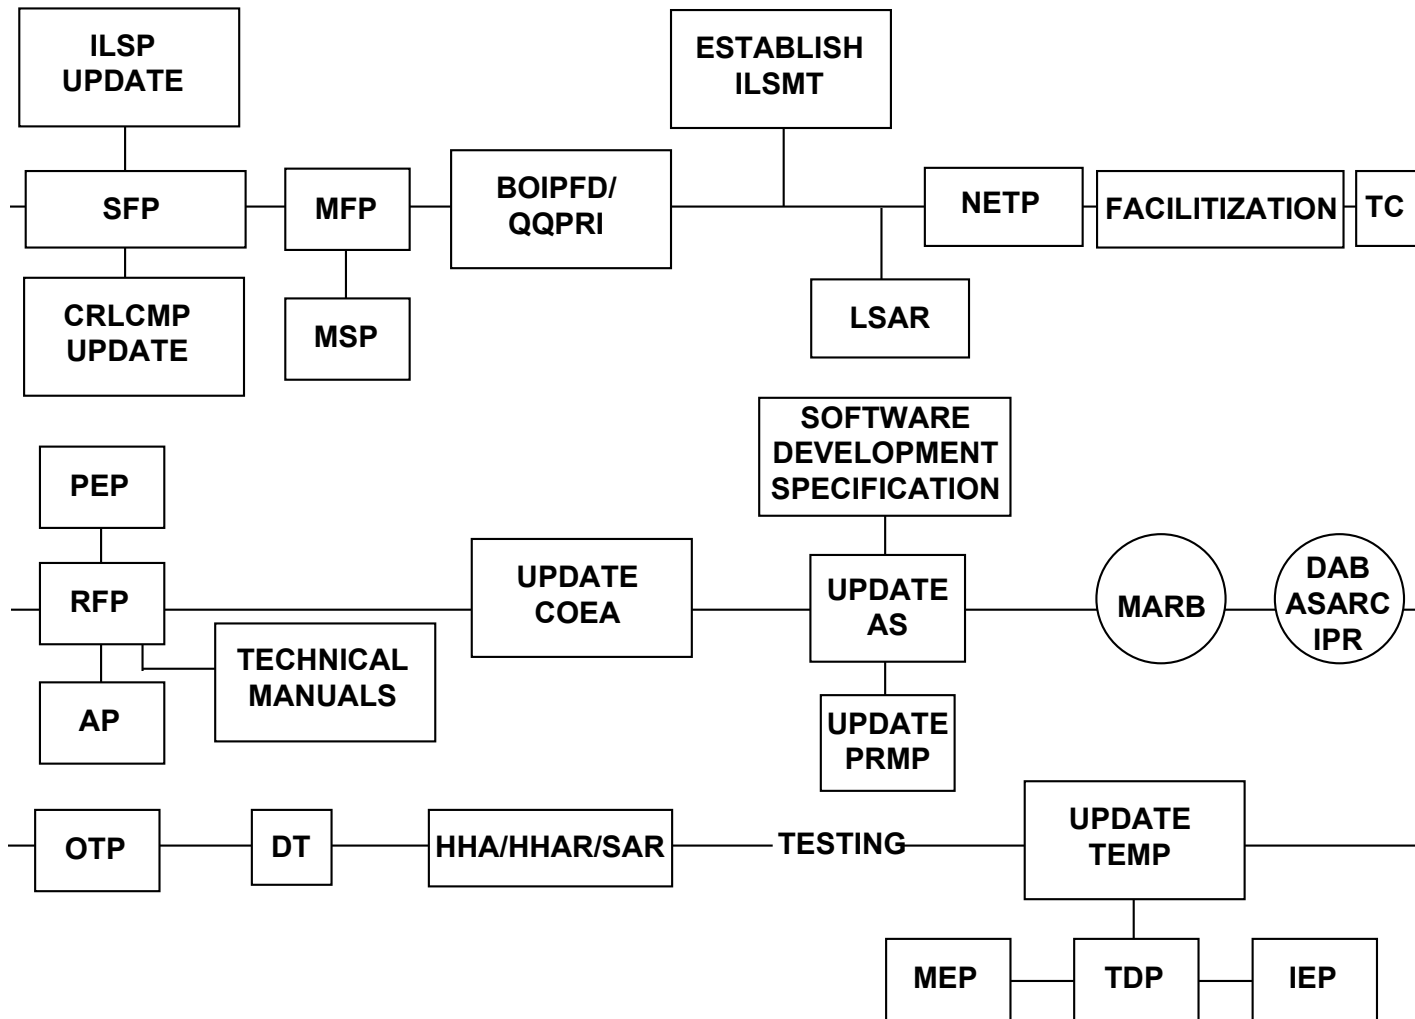 ILSP
UPDATE
ESTABLISH
ILSMT
SFP
MFP
BOIPFD/
QQPRI
NETP
FACILITIZATION
TC
CRLCMP
UPDATE
MSP
LSAR
SOFTWARE
DEVELOPMENT
SPECIFICATION
PEP
RFP
UPDATE
COEA
UPDATE
AS
MARB
DAB
ASARC
IPR
TECHNICAL
MANUALS
AP
UPDATE
PRMP
OTP
DT
HHA/HHAR/SAR
TESTING
UPDATE
TEMP
MEP
TDP
IEP